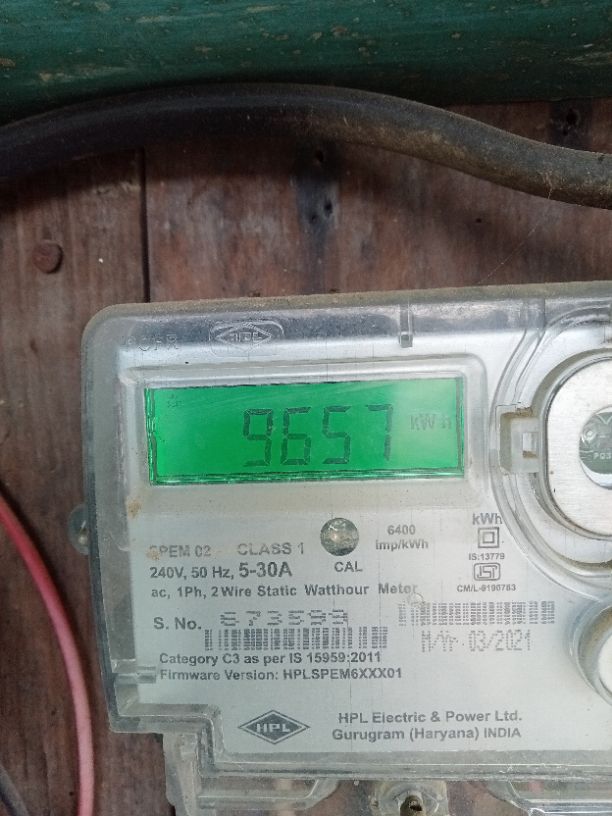 HPL
9657 kWh
SPEM 02 CLASS 1
6400
imp/kWh
kWh
240V, 50 Hz, 5-30A
CAL
IS:13779
ac, 1Ph, 2 Wire Static Watthour Meter
CM/L-9190783
S. No. 673599
M/Yr 03/2021
Category C3 as per IS 15959:2011
Firmware Version: HPLSPEM6XXX01
HPL
HPL Electric & Power Ltd.
Gurugram (Haryana) INDIA